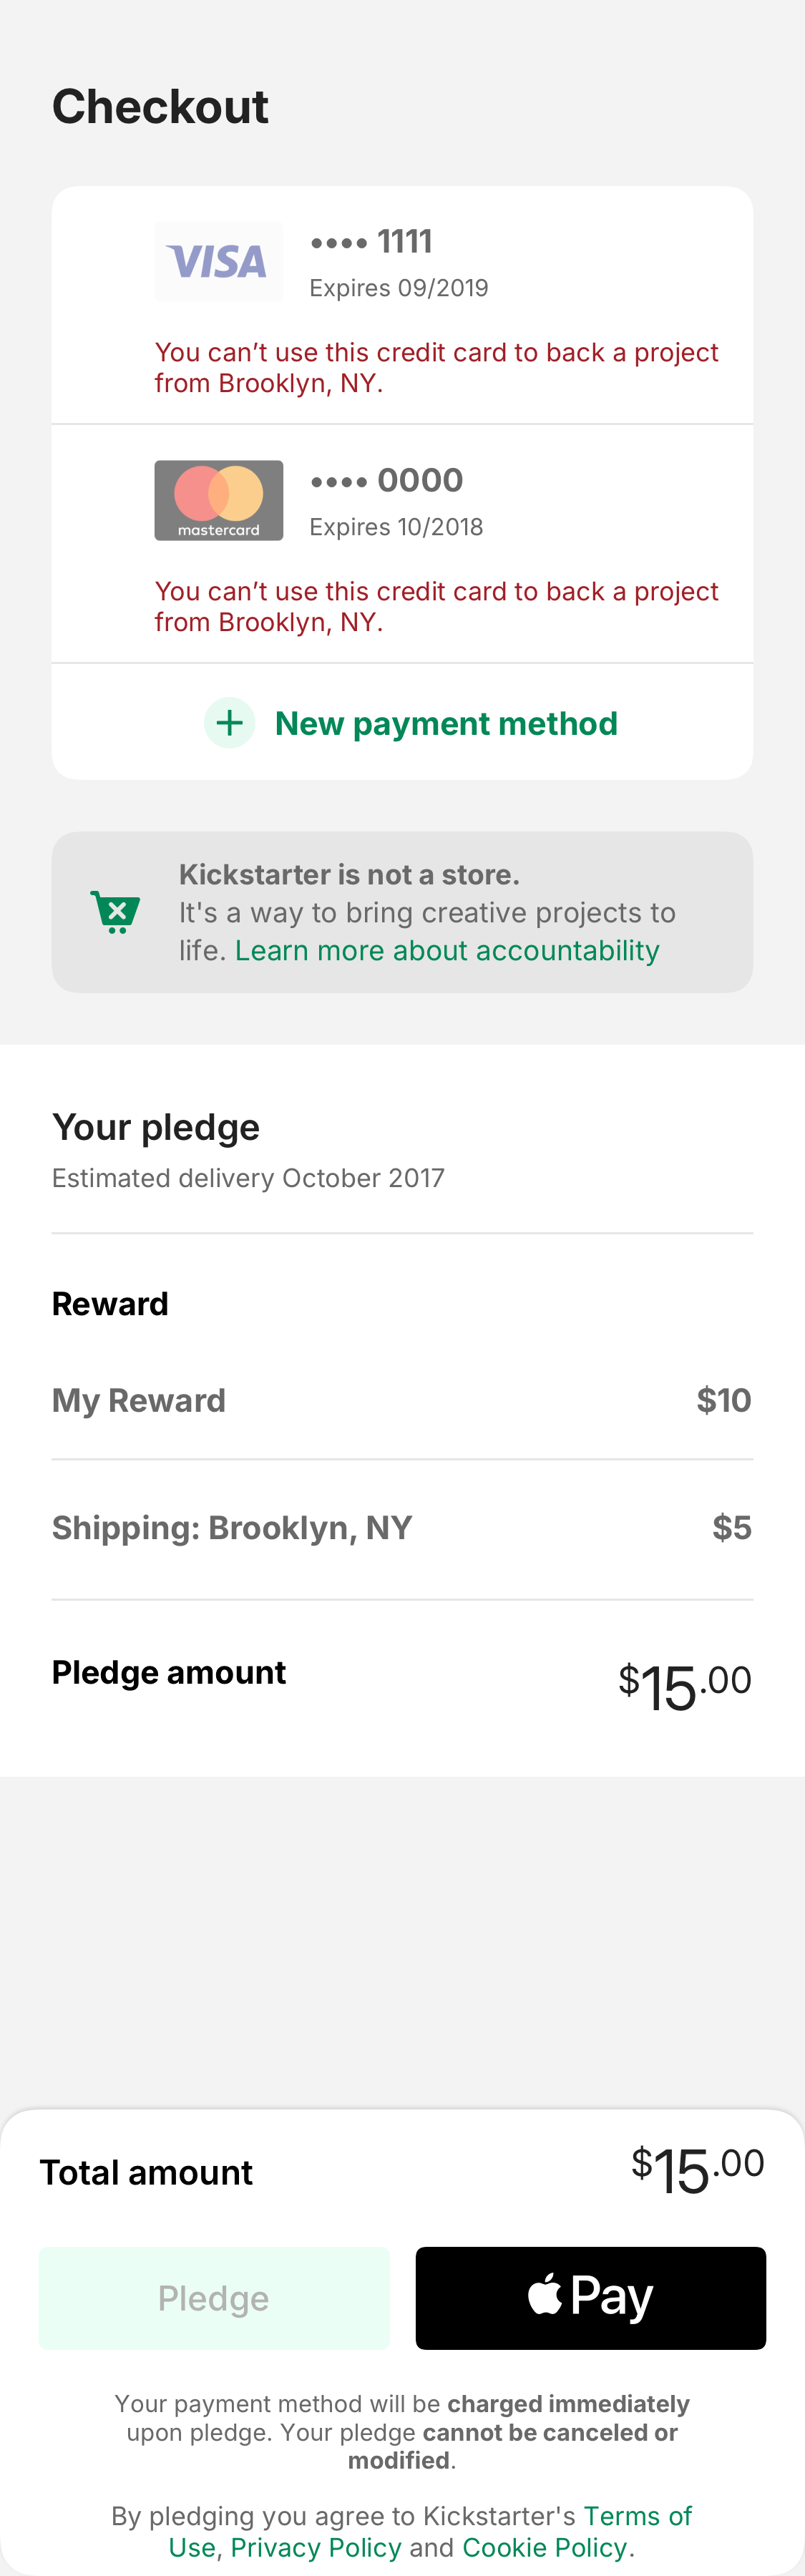 Checkout
VISA
•••• 1111
Expires 09/2019
You can’t use this credit card to back a project
from Brooklyn, NY.
mastercard
•••• 0000
Expires 10/2018
You can’t use this credit card to back a project
from Brooklyn, NY.
New payment method
Kickstarter is not a store.
It's a way to bring creative projects to
life. Learn more about accountability
Your pledge
Estimated delivery October 2017
Reward
My Reward $10
Shipping: Brooklyn, NY $5
Pledge amount $15.00
Total amount $15.00
Pledge
Pay
Your payment method will be charged immediately
upon pledge. Your pledge cannot be canceled or
modified.
By pledging you agree to Kickstarter's Terms of
Use, Privacy Policy and Cookie Policy.